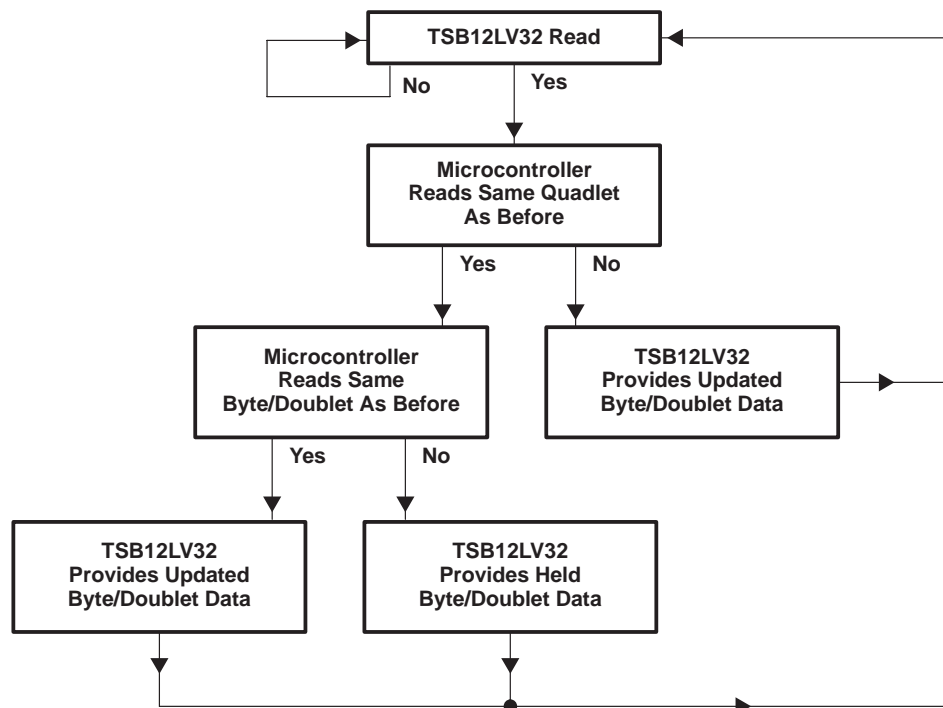 TSB12LV32 Read
No
Yes
Microcontroller
Reads Same Quadlet
As Before
Yes
No
Microcontroller
Reads Same
Byte/Doublet As Before
TSB12LV32
Provides Updated
Byte/Doublet Data
Yes
No
TSB12LV32
Provides Updated
Byte/Doublet Data
TSB12LV32
Provides Held
Byte/Doublet Data